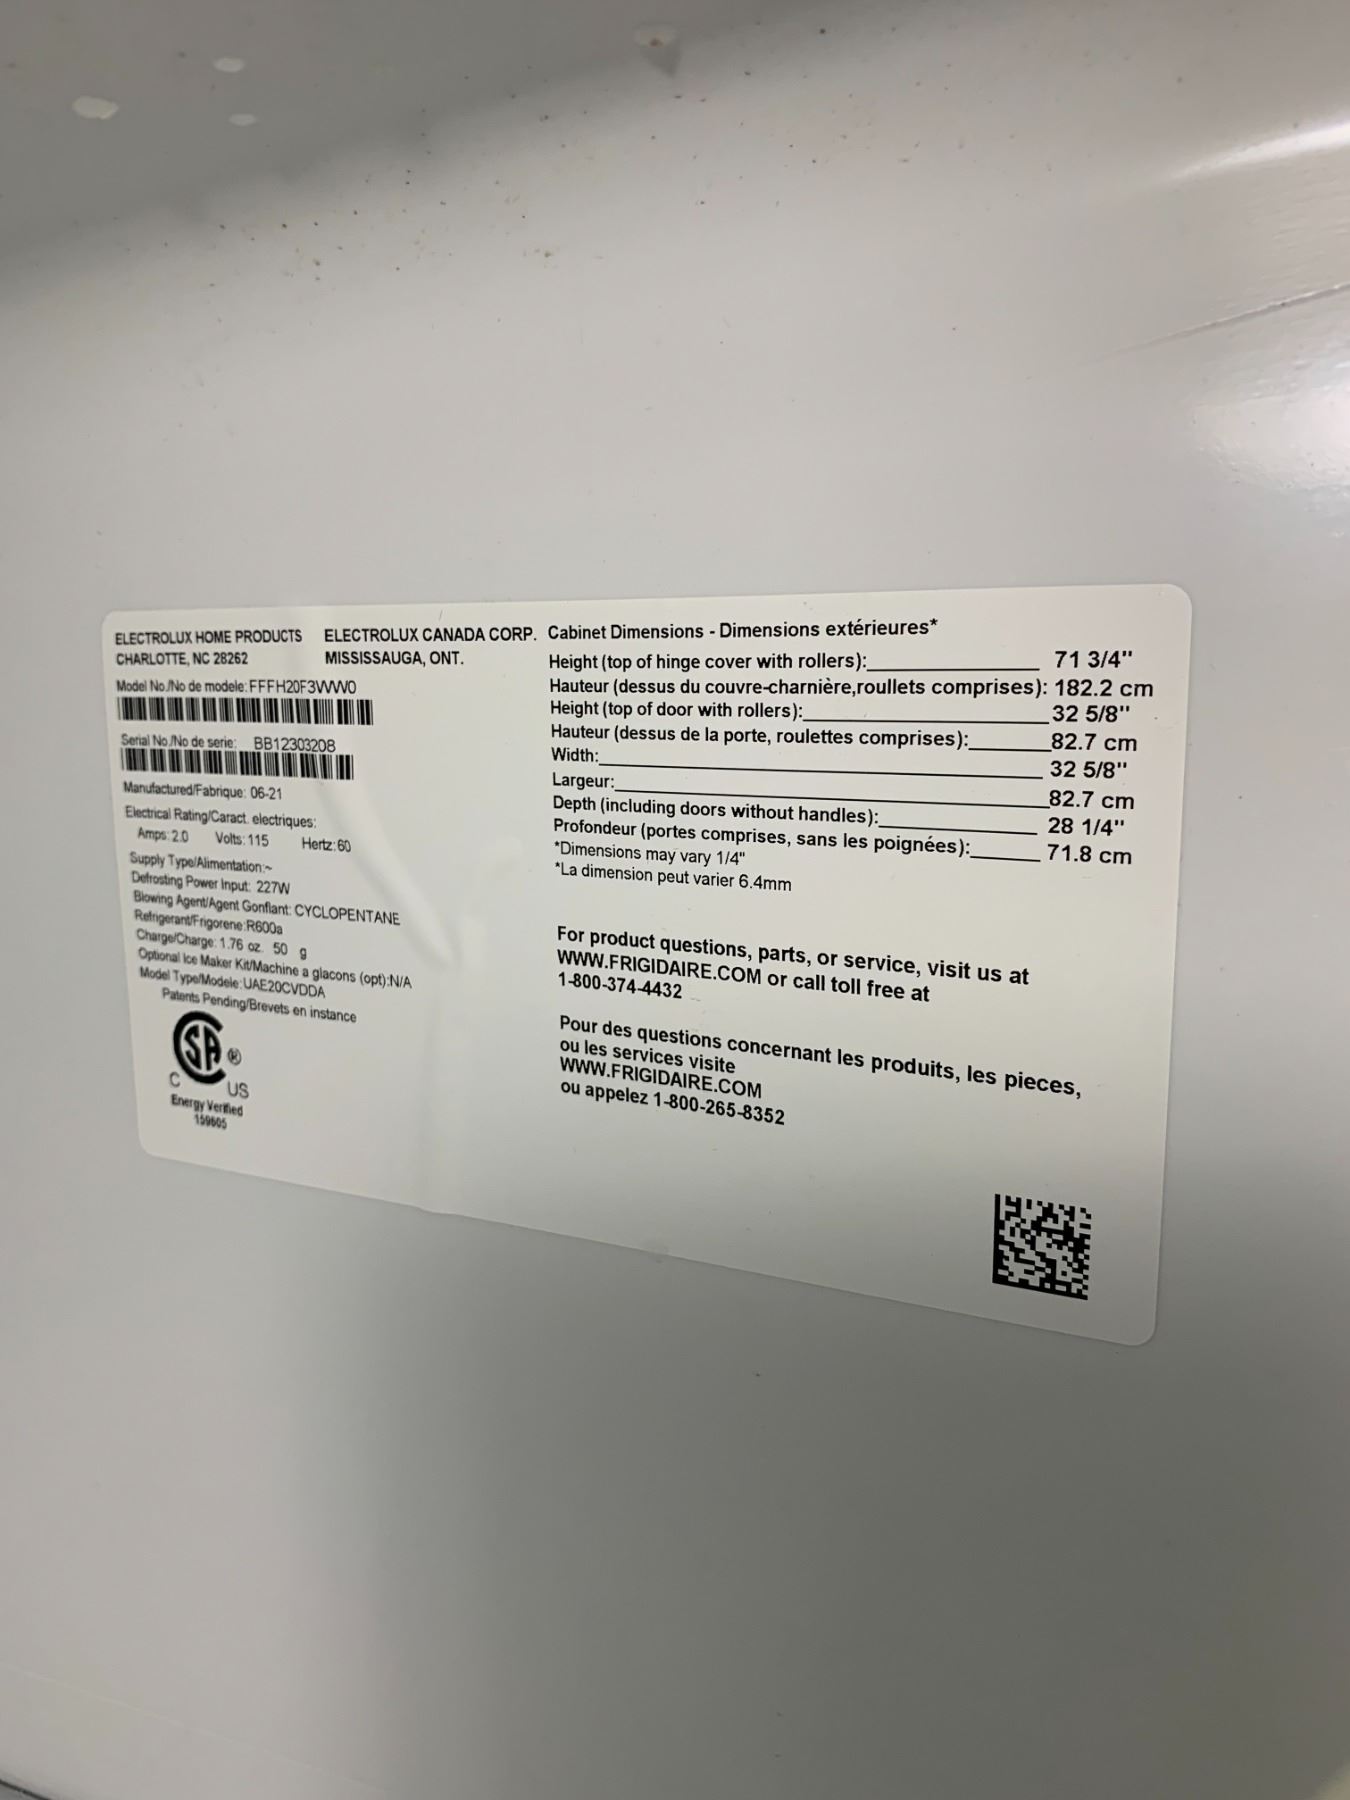 ELECTROLUX HOME PRODUCTS
CHARLOTTE, NC 28262
ELECTROLUX CANADA CORP.
MISSISSAUGA, ONT.
Model No./No de modele:FFFH20F3WW0
Serial No./No de serie: BB12303208
Manufactured/Fabrique: 06-21
Electrical Rating/Caract. electriques:
Amps: 2.0 Volts: 115 Hertz: 60
Supply Type/Alimentation:~
Defrosting Power Input: 227W
Blowing Agent/Agent Gonflant: CYCLOPENTANE
Refrigerant/Frigorene:R600a
Charge/Charge: 1.76 oz. 50 g
Optional Ice Maker Kit/Machine a glacons (opt):N/A
Model Type/Modele:UAE20CVDDA
Patents Pending/Brevets en instance
SA ®
C US
Energy Verified
159605
Cabinet Dimensions - Dimensions extérieures*
Height (top of hinge cover with rollers): 71 3/4"
Hauteur (dessus du couvre-charnière,roullets comprises): 182.2 cm
Height (top of door with rollers): 32 5/8"
Hauteur (dessus de la porte, roulettes comprises): 82.7 cm
Width: 32 5/8"
Largeur: 82.7 cm
Depth (including doors without handles): 28 1/4"
Profondeur (portes comprises, sans les poignées): 71.8 cm
*Dimensions may vary 1/4"
*La dimension peut varier 6.4mm
For product questions, parts, or service, visit us at
WWW.FRIGIDAIRE.COM or call toll free at
1-800-374-4432
Pour des questions concernant les produits, les pieces,
ou les services visite
WWW.FRIGIDAIRE.COM
ou appelez 1-800-265-8352